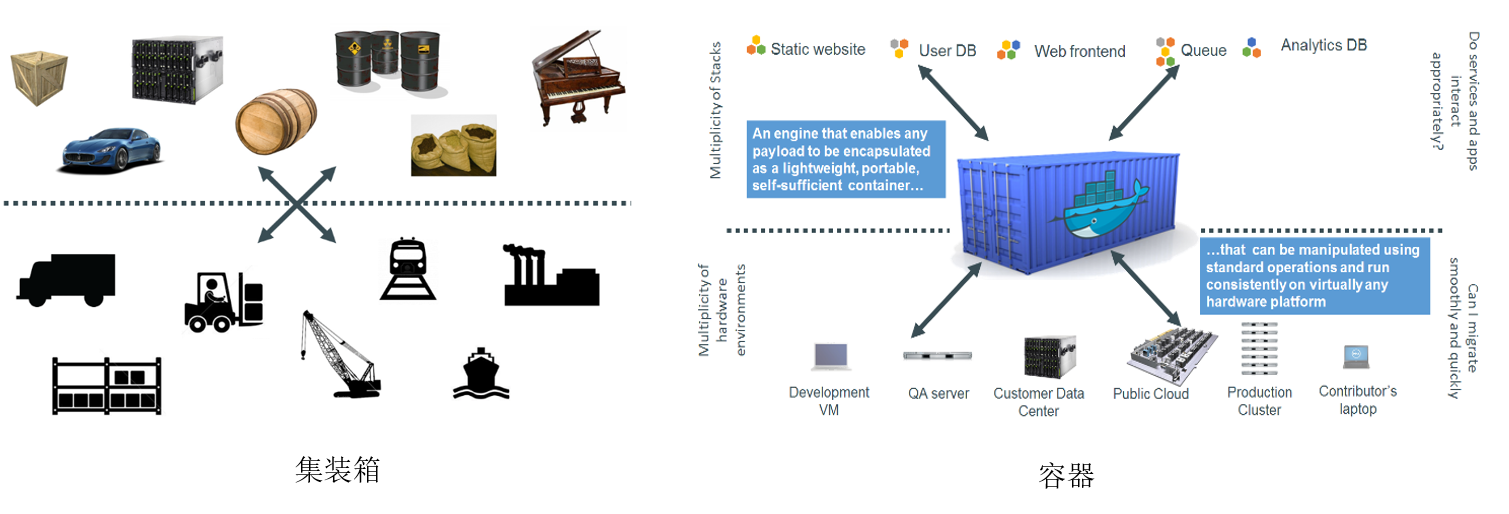 Static website
User DB
Web frontend
Queue
Analytics DB
Multiplicity of Stacks
Do services and apps
interact
appropriately?
An engine that enables any
payload to be encapsulated
as a lightweight, portable,
self-sufficient container…
…that can be manipulated using
standard operations and run
consistently on virtually any
hardware platform
Multiplicity of
hardware
environments
Can I migrate
smoothly and quickly
Development
VM
QA server
Customer Data
Center
Public Cloud
Production
Cluster
Contributor’s
laptop
集装箱
容器